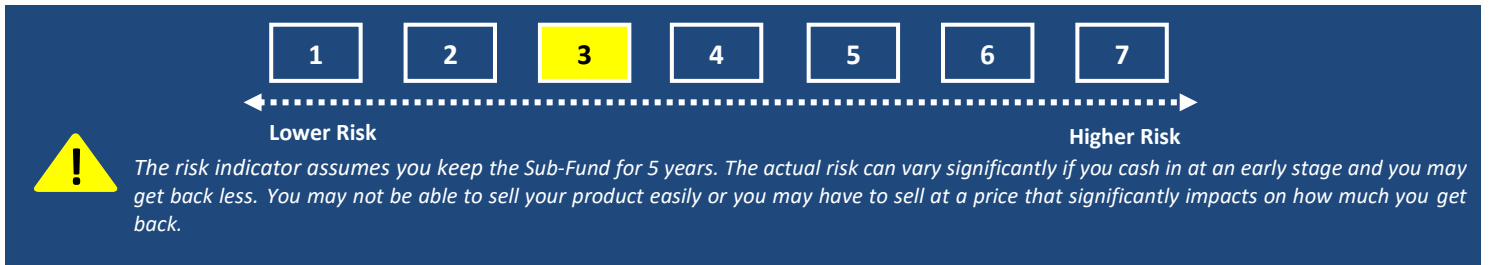 1 2 3 4 5 6 7
Lower Risk Higher Risk
!
The risk indicator assumes you keep the Sub-Fund for 5 years. The actual risk can vary significantly if you cash in at an early stage and you may
get back less. You may not be able to sell your product easily or you may have to sell at a price that significantly impacts on how much you get
back.